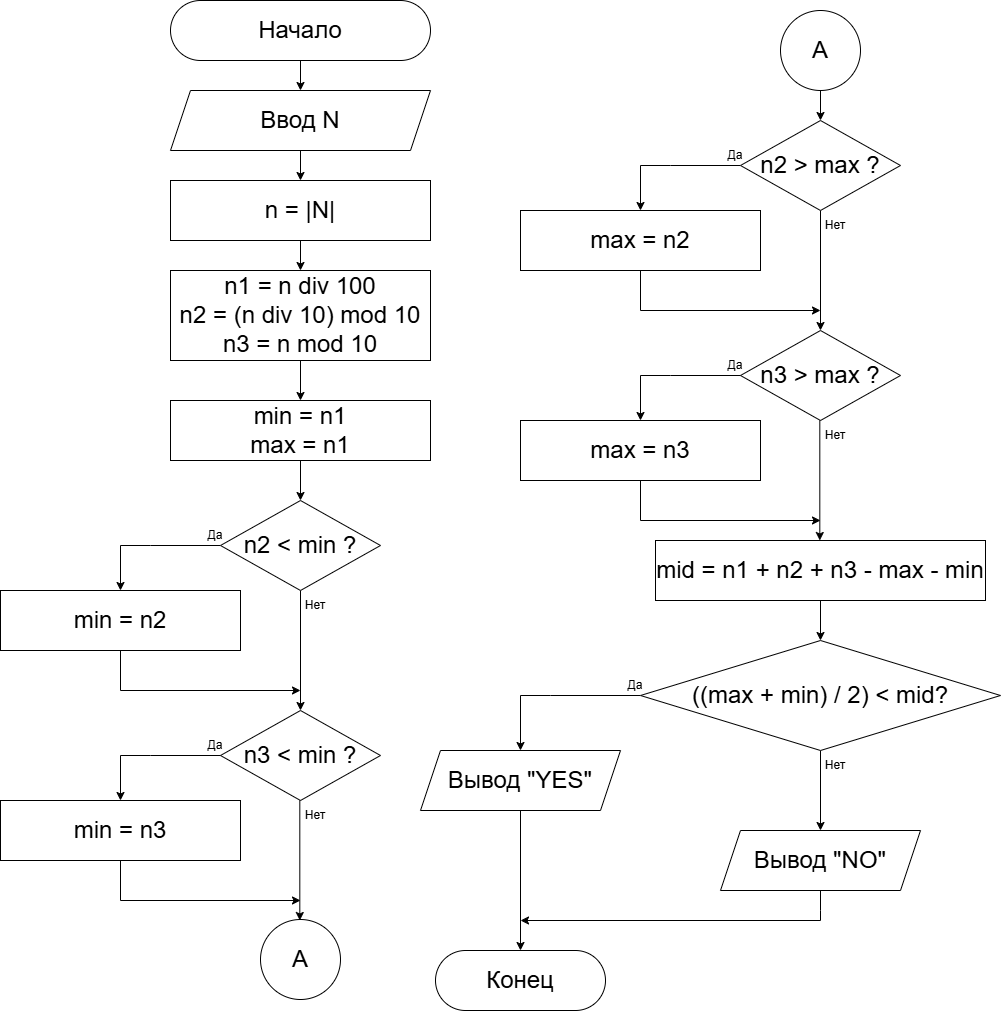 Начало
Ввод N
n = |N|
n1 = n div 100
n2 = (n div 10) mod 10
n3 = n mod 10
min = n1
max = n1
n2 < min ?
Да
Нет
min = n2
n3 < min ?
Да
Нет
min = n3
А
А
n2 > max ?
Да
Нет
max = n2
n3 > max ?
Да
Нет
max = n3
mid = n1 + n2 + n3 - max - min
((max + min) / 2) < mid?
Да
Нет
Вывод "YES"
Вывод "NO"
Конец